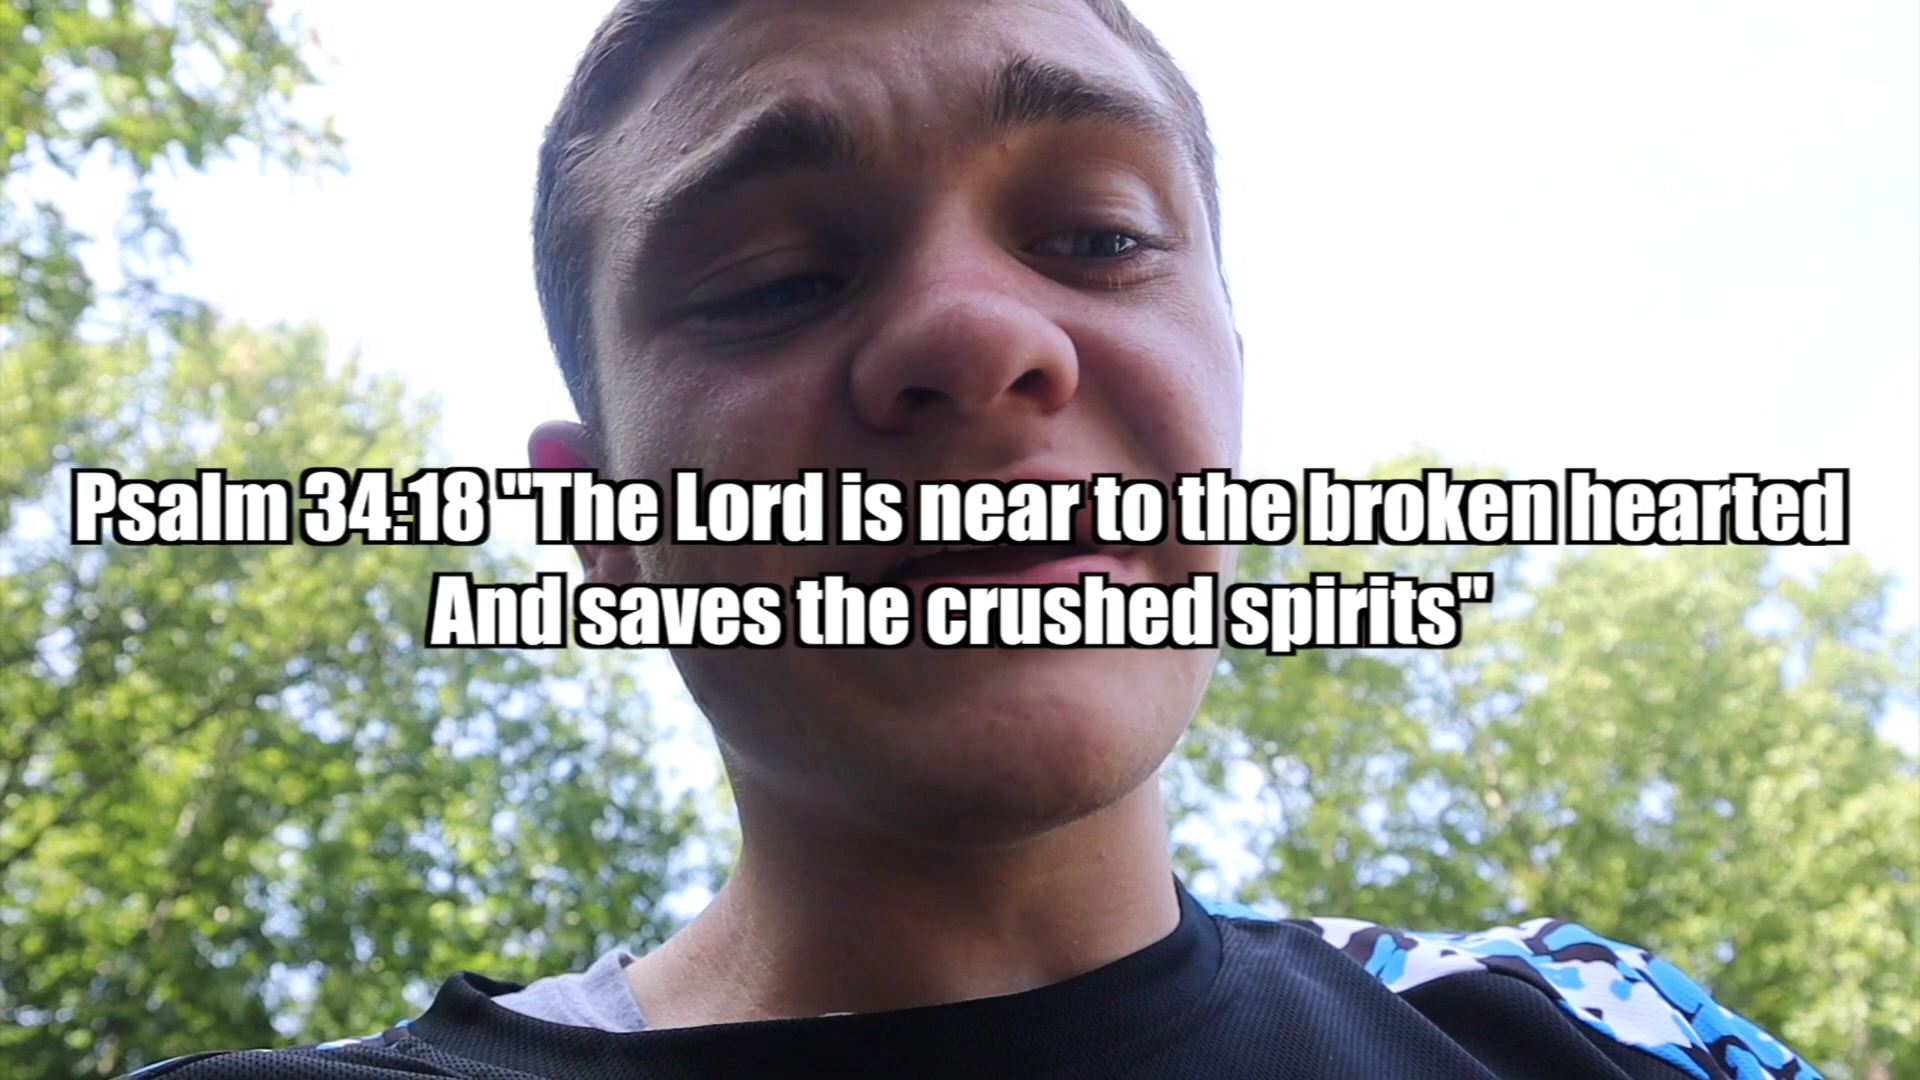 Psalm 34:18 "The Lord is near to the broken hearted
And saves the crushed spirits"